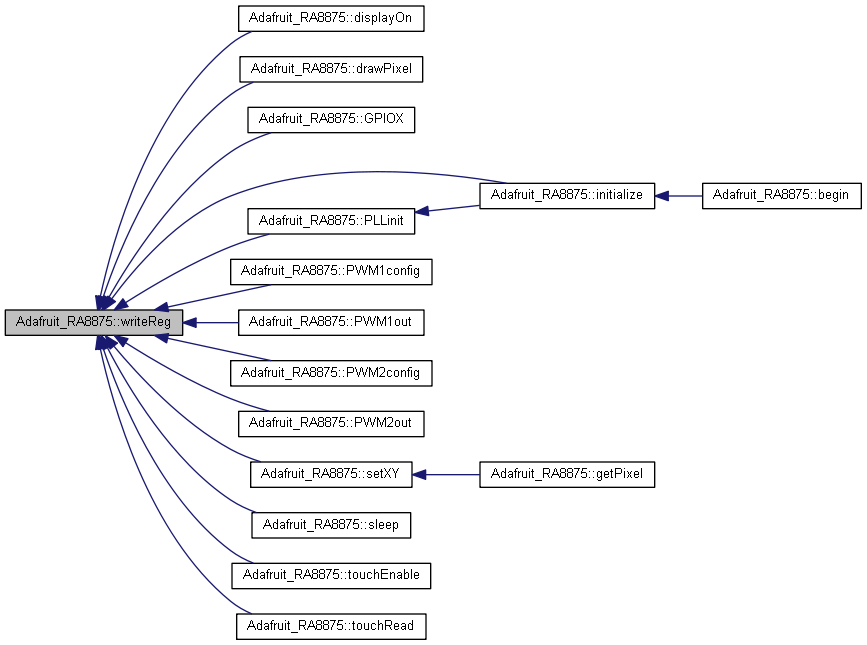 Adafruit_RA8875::displayOn
Adafruit_RA8875::drawPixel
Adafruit_RA8875::GPIOX
Adafruit_RA8875::initialize
Adafruit_RA8875::begin
Adafruit_RA8875::PLLinit
Adafruit_RA8875::PWM1config
Adafruit_RA8875::writeReg
Adafruit_RA8875::PWM1out
Adafruit_RA8875::PWM2config
Adafruit_RA8875::PWM2out
Adafruit_RA8875::setXY
Adafruit_RA8875::getPixel
Adafruit_RA8875::sleep
Adafruit_RA8875::touchEnable
Adafruit_RA8875::touchRead